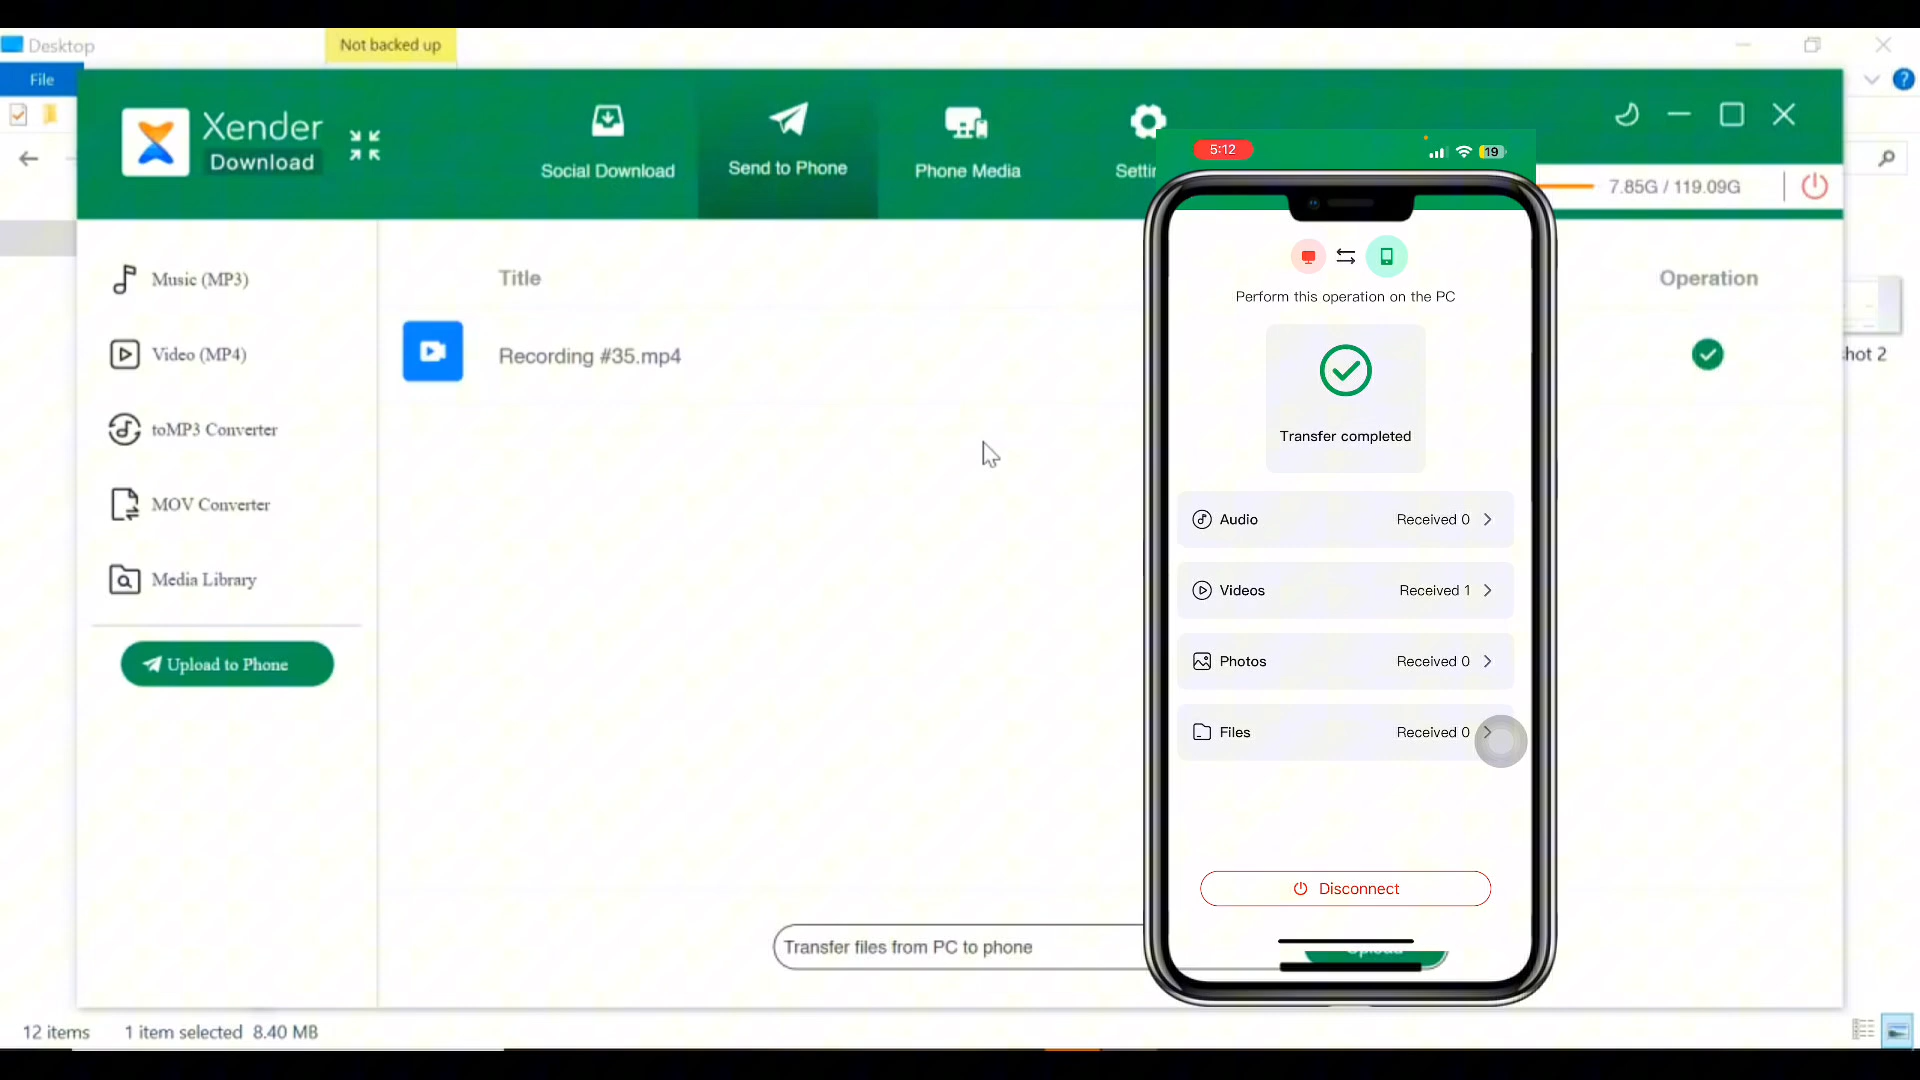 Desktop
Not backed up
File
Xender
Download
Social Download
Send to Phone
Phone Media
5:12
19
7.85G / 119.09G
Music (MP3)
Video (MP4)
toMP3 Converter
MOV Converter
Media Library
Upload to Phone
Title
Operation
Recording #35.mp4
Perform this operation on the PC
Transfer completed
Audio Received 0
Videos Received 1
Photos Received 0
Files Received 0
Disconnect
Transfer files from PC to phone
Upload
hot 2
12 items 1 item selected 8.40 MB